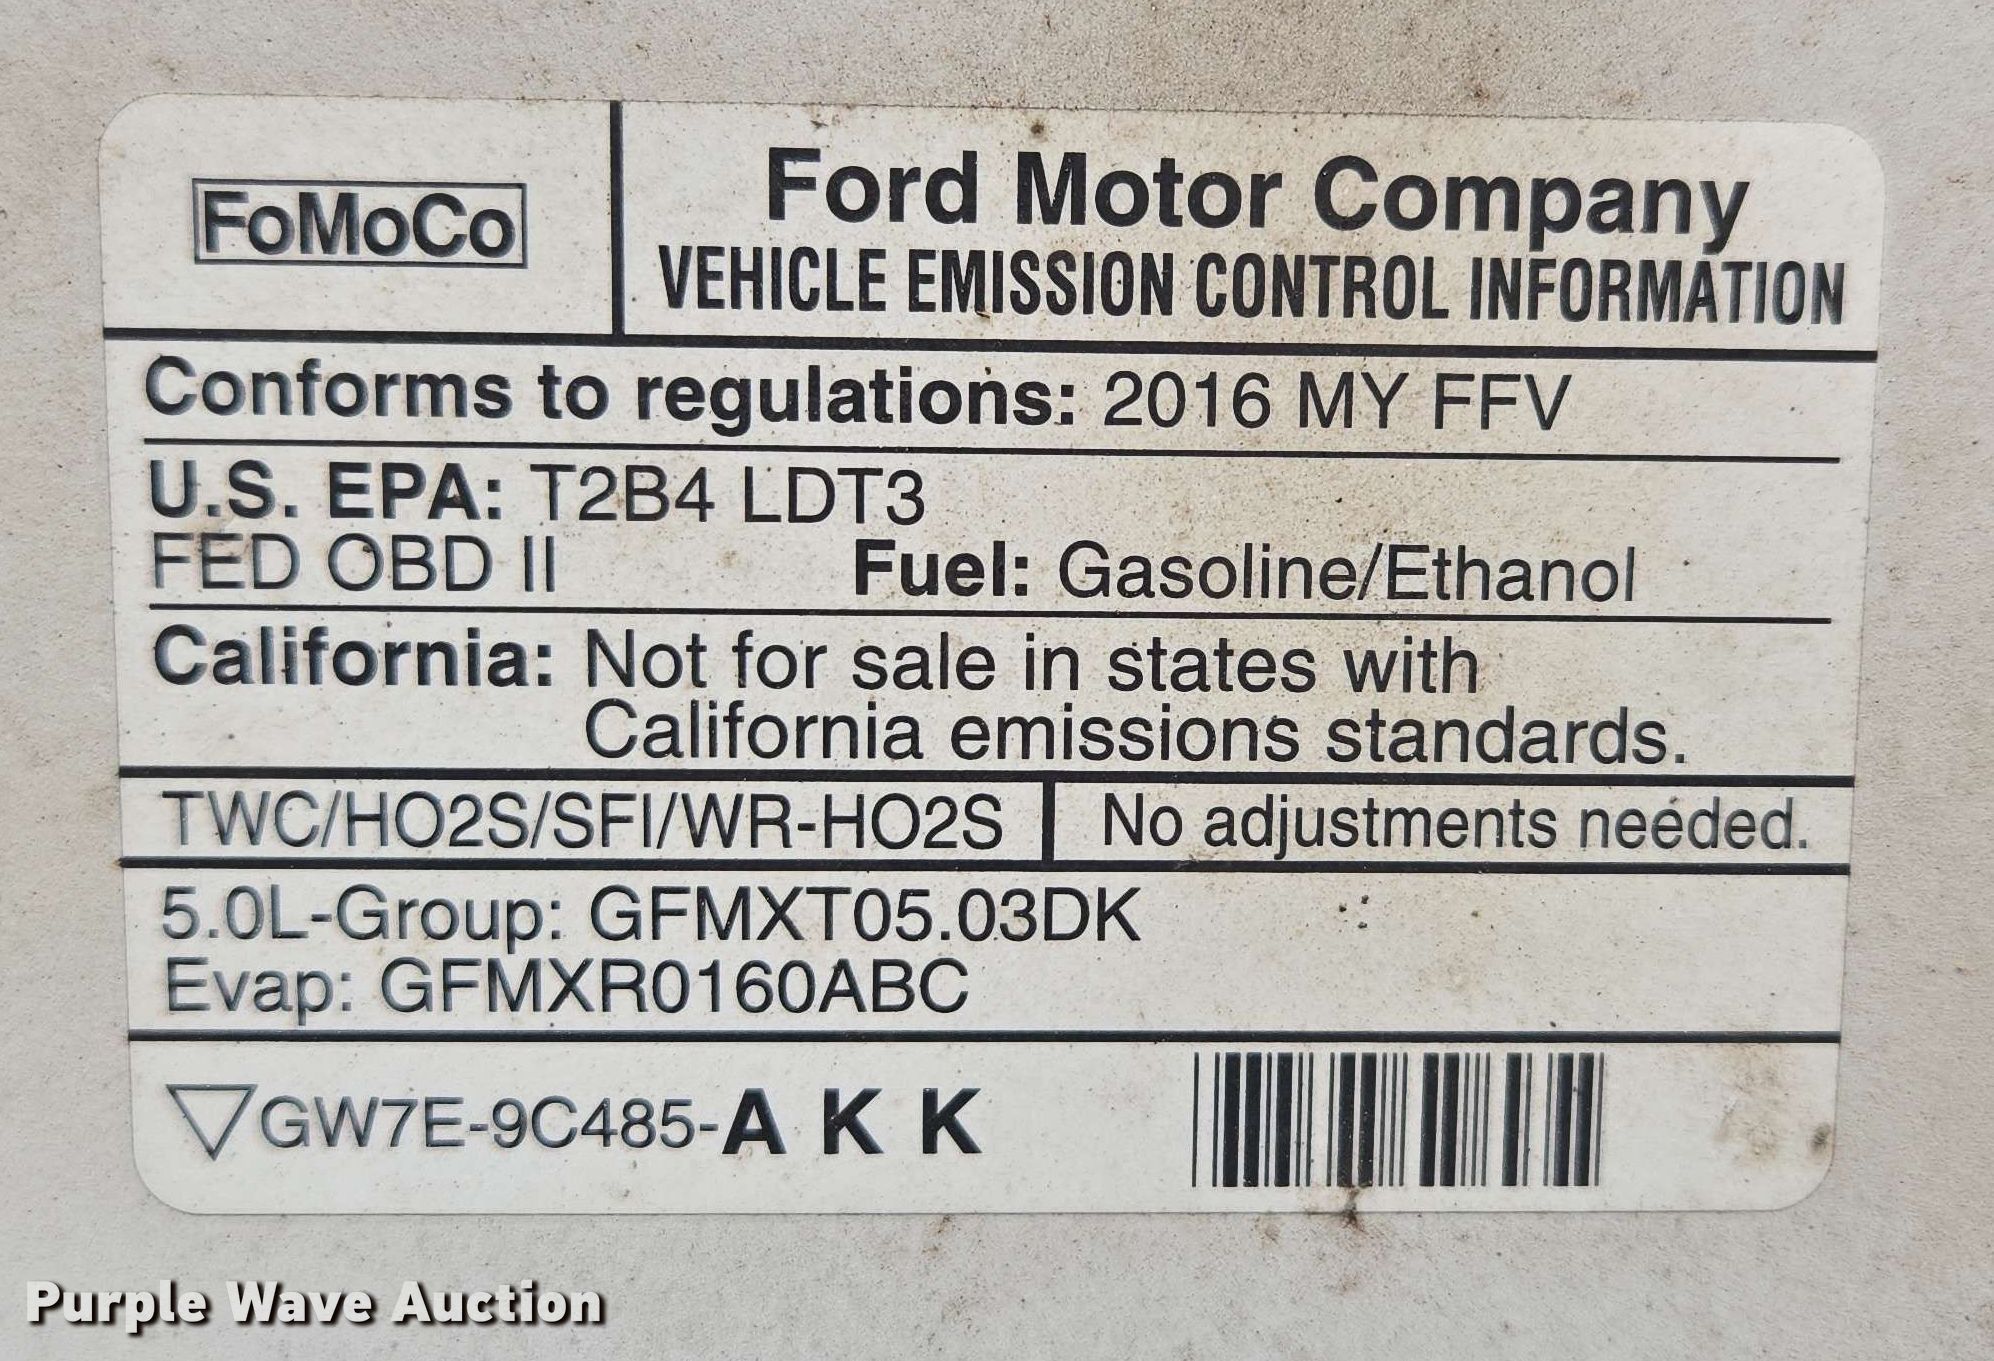 FoMoCo
Ford Motor Company
VEHICLE EMISSION CONTROL INFORMATION
Conforms to regulations: 2016 MY FFV
U.S. EPA: T2B4 LDT3
FED OBD II Fuel: Gasoline/Ethanol
California: Not for sale in states with
California emissions standards.
TWC/HO2S/SFI/WR-HO2S No adjustments needed.
5.0L-Group: GFMXT05.03DK
Evap: GFMXR0160ABC
GW7E-9C485-A K K
Purple Wave Auction